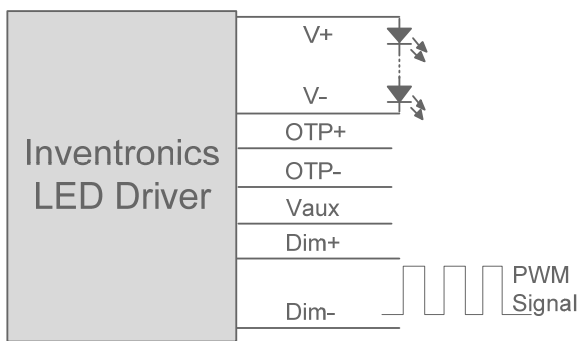 V+
V-
OTP+
Inventronics
LED Driver
OTP-
Vaux
Dim+
PWM
Signal
Dim-